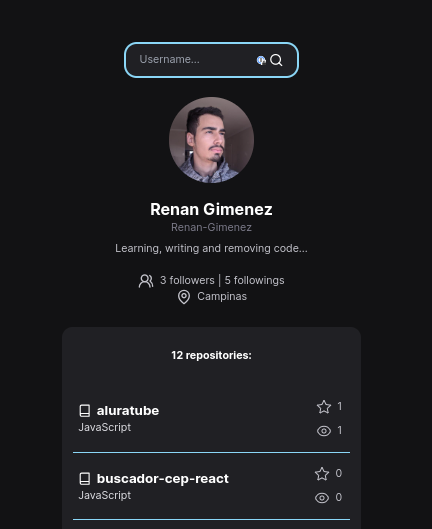 Username...
Renan Gimenez
Renan-Gimenez
Learning, writing and removing code...
3 followers | 5 followings
Campinas
12 repositories:
aluratube 1
JavaScript 1
buscador-cep-react 0
JavaScript 0